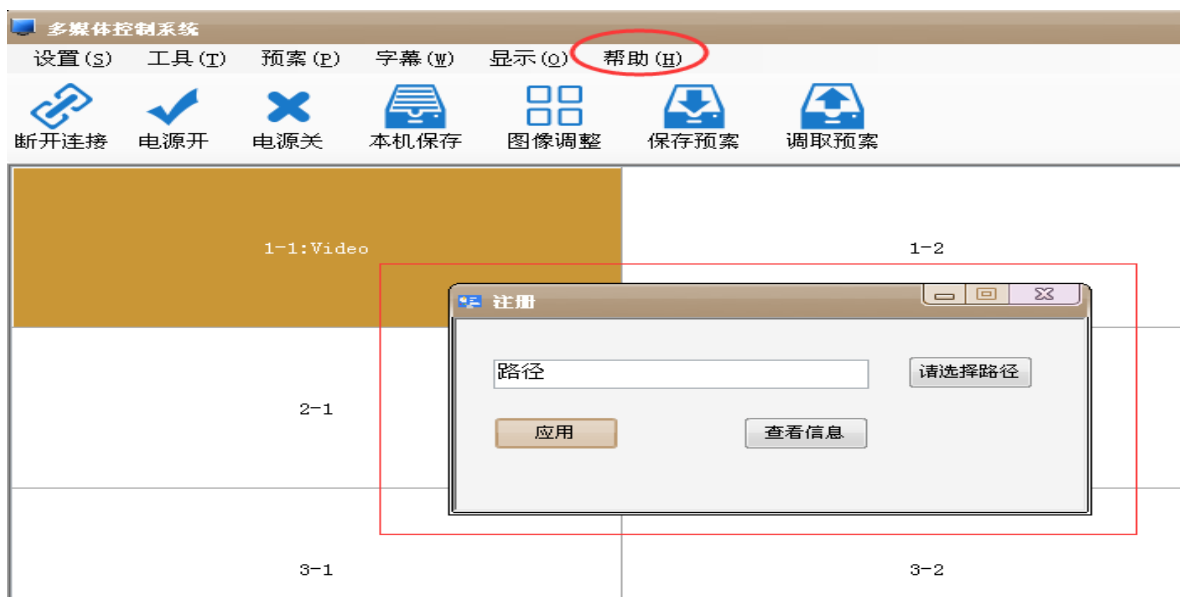 多媒体控制系统
设置(S) 工具(T) 预案(P) 字幕(W) 显示(O) 帮助(H)
断开连接 电源开 电源关 本机保存 图像调整 保存预案 调取预案
1-1:Video 1-2
注册
路径 请选择路径
2-1
应用 查看信息
3-1 3-2